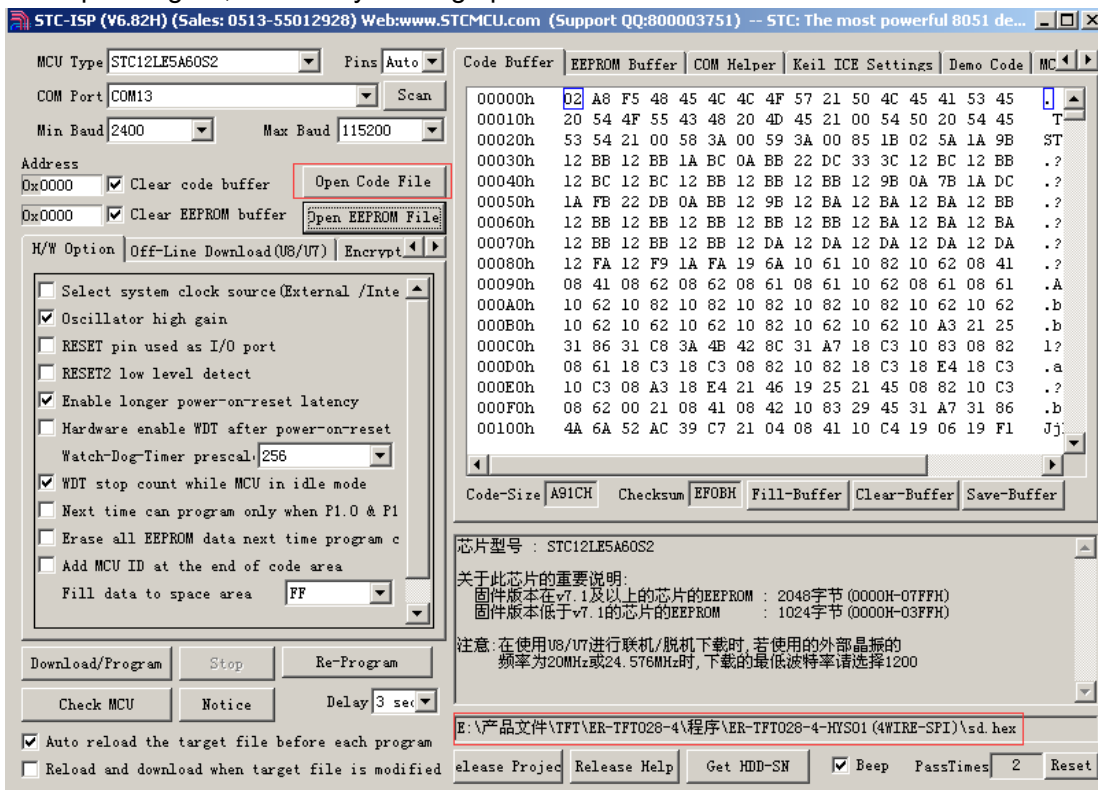 STC-ISP (V6.82H) (Sales: 0513-55012928) Web:www.STCMCU.com (Support QQ:800003751) -- STC: The most powerful 8051 de...
MCU Type STC12LE5A60S2 Pins Auto
COM Port COM13 Scan
Min Baud 2400 Max Baud 115200
Address
0x0000 Clear code buffer Open Code File
0x0000 Clear EEPROM buffer Open EEPROM File
H/W Option Off-Line Download(U8/U7) Encrypt
Select system clock source(External /Inte
Oscillator high gain
RESET pin used as I/O port
RESET2 low level detect
Enable longer power-on-reset latency
Hardware enable WDT after power-on-reset
Watch-Dog-Timer prescal 256
WDT stop count while MCU in idle mode
Next time can program only when P1.0 & P1
Erase all EEPROM data next time program c
Add MCU ID at the end of code area
Fill data to space area FF
Download/Program Stop Re-Program
Check MCU Notice Delay 3 sec
Auto reload the target file before each program
Reload and download when target file is modified
Code Buffer EEPROM Buffer COM Helper Keil ICE Settings Demo Code MC
00000h 02 A8 F5 48 45 4C 4C 4F 57 21 50 4C 45 41 53 45 .
00010h 20 54 4F 55 43 48 20 4D 45 21 00 54 50 20 54 45 T
00020h 53 54 21 00 58 3A 00 59 3A 00 85 1B 02 5A 1A 9B ST
00030h 12 BB 12 BB 1A BC 0A BB 22 DC 33 3C 12 BC 12 BB .?
00040h 12 BC 12 BC 12 BB 12 BB 12 BB 12 9B 0A 7B 1A DC .?
00050h 1A FB 22 DB 0A BB 12 9B 12 BA 12 BA 12 BA 12 BB .?
00060h 12 BB 12 BB 12 BB 12 BB 12 BB 12 BA 12 BA 12 BA .?
00070h 12 BB 12 BB 12 BB 12 DA 12 DA 12 DA 12 DA 12 DA .?
00080h 12 FA 12 F9 1A FA 19 6A 10 61 10 82 10 62 08 41 .?
00090h 08 41 08 62 08 62 08 61 08 61 10 62 08 61 08 61 .A
000A0h 10 62 10 82 10 82 10 82 10 82 10 82 10 62 10 62 .b
000B0h 10 62 10 62 10 62 10 82 10 62 10 62 10 A3 21 25 .b
000C0h 31 86 31 C8 3A 4B 42 8C 31 A7 18 C3 10 83 08 82 1?
000D0h 08 61 18 C3 18 C3 08 82 10 82 18 C3 18 E4 18 C3 .a
000E0h 10 C3 08 A3 18 E4 21 46 19 25 21 45 08 82 10 C3 .?
000F0h 08 62 00 21 08 41 08 42 10 83 29 45 31 A7 31 86 .b
00100h 4A 6A 52 AC 39 C7 21 04 08 41 10 C4 19 06 19 F1 Jj
Code-Size A91CH Checksum EF0BH Fill-Buffer Clear-Buffer Save-Buffer
芯片型号 : STC12LE5A60S2
关于此芯片的重要说明:
固件版本在v7.1及以上的芯片的EEPROM : 2048字节(0000H-07FFH)
固件版本低于v7.1的芯片的EEPROM : 1024字节(0000H-03FFH)
注意:在使用U8/U7进行联机/脱机下载时,若使用的外部晶振的
频率为20MHz或24.576MHz时,下载的最低波特率请选择1200
E:\产品文件\TFT\ER-TFT028-4\程序\ER-TFT028-4-HYS01(4WIRE-SPI)\sd.hex
elease Projec Release Help Get HDD-SN Beep PassTimes 2 Reset